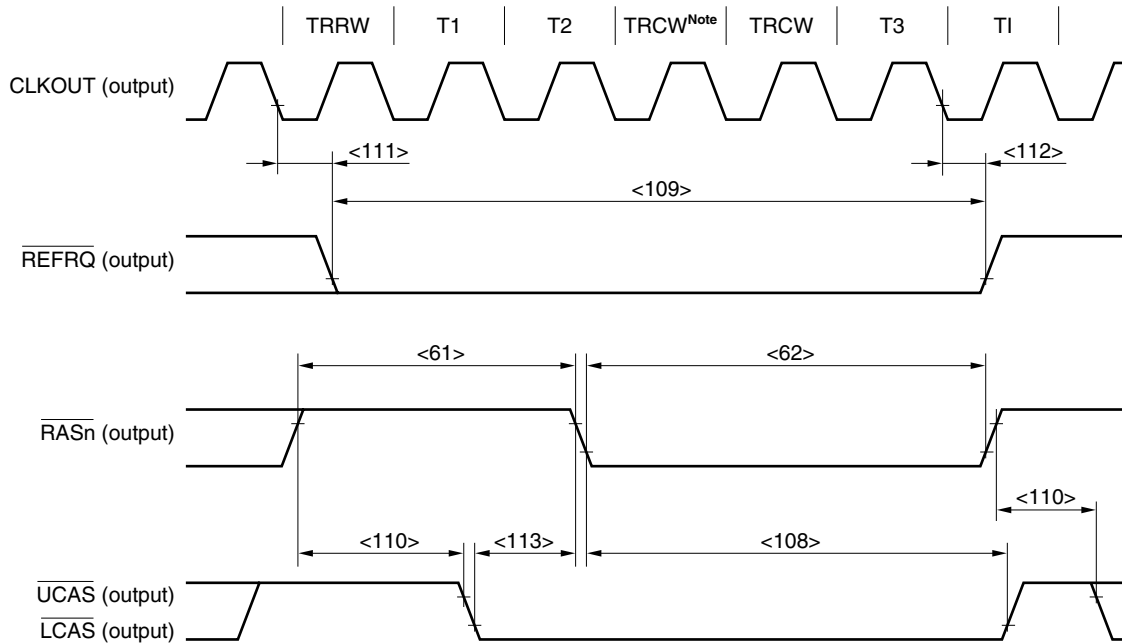 TRRW T1 T2 TRCWNote TRCW T3 TI
CLKOUT (output)
<111> <112>
<109>
REFRQ (output)
<61> <62>
RASn (output)
<110>
<110> <113> <108>
UCAS (output)
LCAS (output)